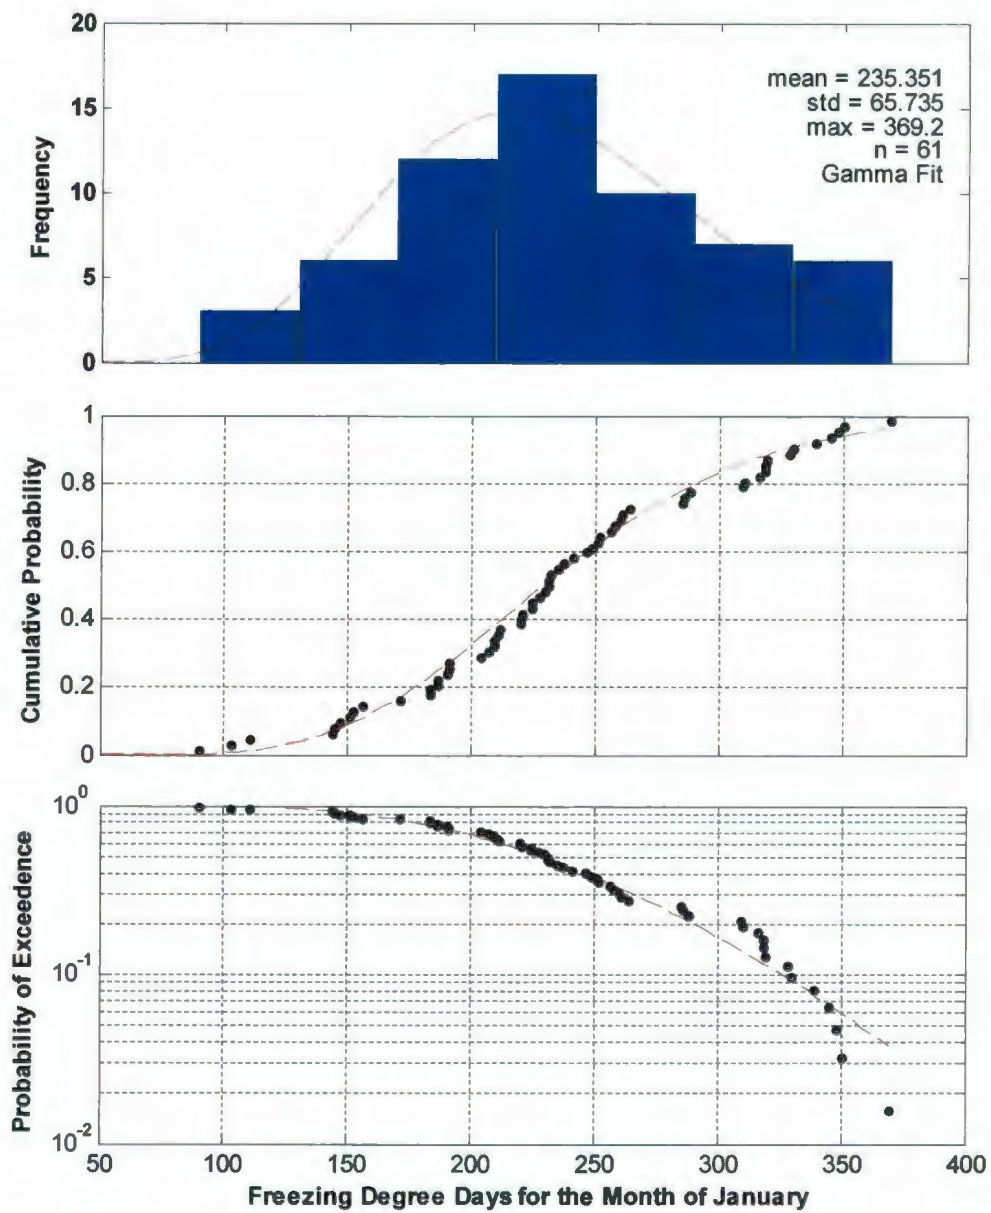 20
15
10
5
0
Frequency
mean = 235.351
std = 65.735
max = 369.2
n = 61
Gamma Fit
1
0.8
0.6
0.4
0.2
0
Cumulative Probability
10^0
10^-1
10^-2
Probability of Exceedence
50 100 150 200 250 300 350 400
Freezing Degree Days for the Month of January